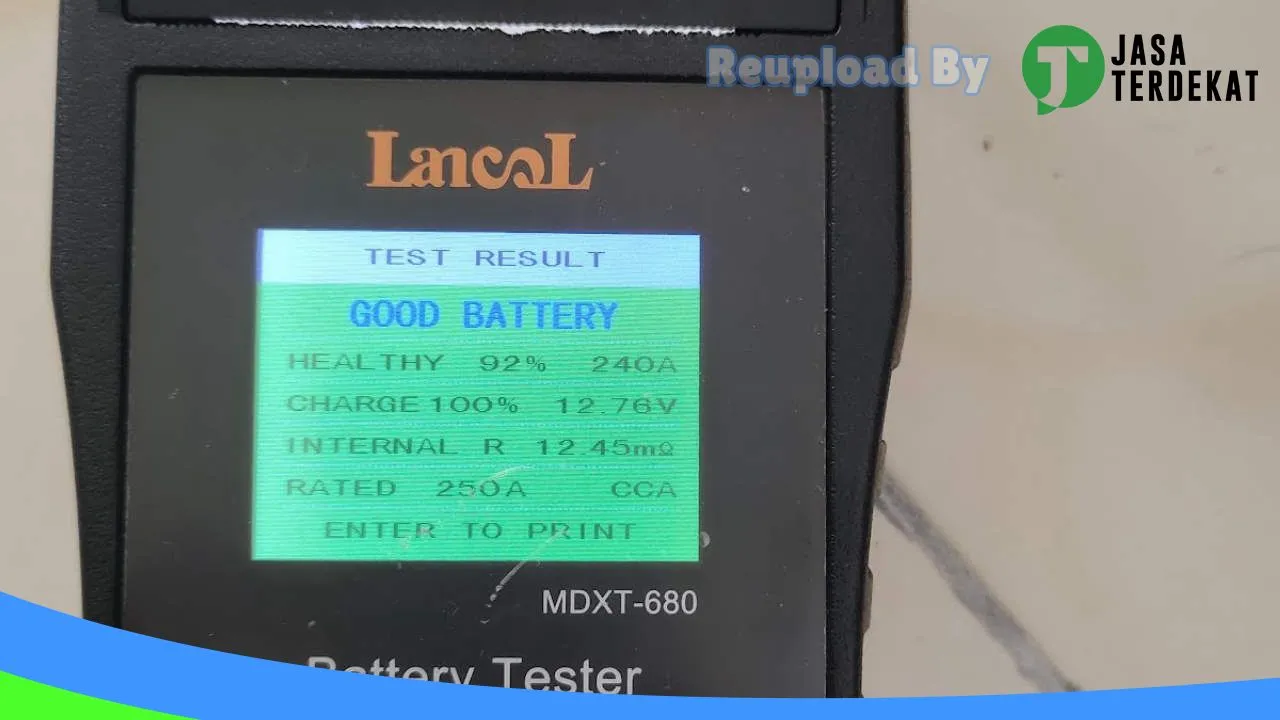 Reupload By
JASA
TERDEKAT
Lancol
TEST RESULT
GOOD BATTERY
HEALTHY 92% 240A
CHARGE 100% 12.76V
INTERNAL R 12.45mΩ
RATED 250A CCA
ENTER TO PRINT
MDXT-680
Battery Tester